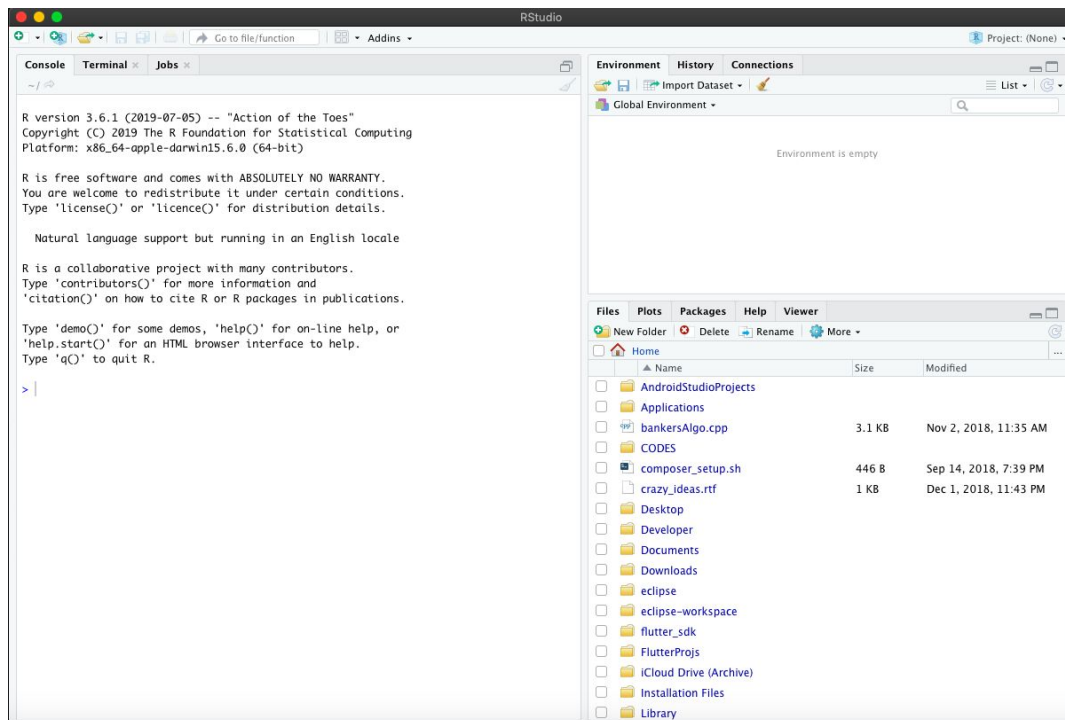 RStudio
Go to file/function Addins Project: (None)
Console Terminal Jobs
~/
R version 3.6.1 (2019-07-05) -- "Action of the Toes"
Copyright (C) 2019 The R Foundation for Statistical Computing
Platform: x86_64-apple-darwin15.6.0 (64-bit)
R is free software and comes with ABSOLUTELY NO WARRANTY.
You are welcome to redistribute it under certain conditions.
Type 'license()' or 'licence()' for distribution details.
Natural language support but running in an English locale
R is a collaborative project with many contributors.
Type 'contributors()' for more information and
'citation()' on how to cite R or R packages in publications.
Type 'demo()' for some demos, 'help()' for on-line help, or
'help.start()' for an HTML browser interface to help.
Type 'q()' to quit R.
>
Environment History Connections
Import Dataset List
Global Environment
Environment is empty
Files Plots Packages Help Viewer
New Folder Delete Rename More
Home ...
Name Size Modified
AndroidStudioProjects
Applications
bankersAlgo.cpp 3.1 KB Nov 2, 2018, 11:35 AM
CODES
composer_setup.sh 446 B Sep 14, 2018, 7:39 PM
crazy_ideas.rtf 1 KB Dec 1, 2018, 11:43 PM
Desktop
Developer
Documents
Downloads
eclipse
eclipse-workspace
flutter_sdk
FlutterProjs
iCloud Drive (Archive)
Installation Files
Library